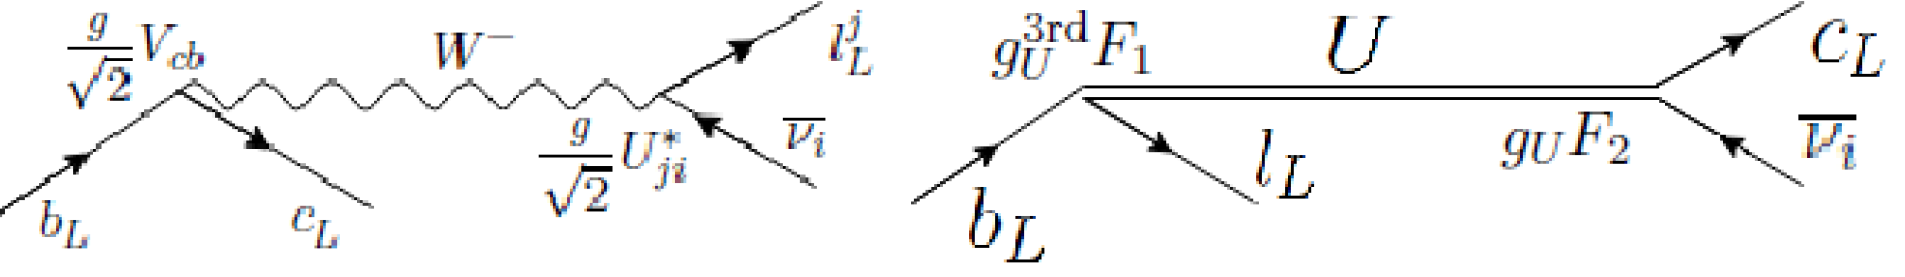 g/√2 V_cb
W⁻
l_L^j
b_L
c_L
g/√2 U*_ji
ν̅_i
g_U^3rd F_1
U
c_L
b_L
l_L
g_U F_2
ν̅_i